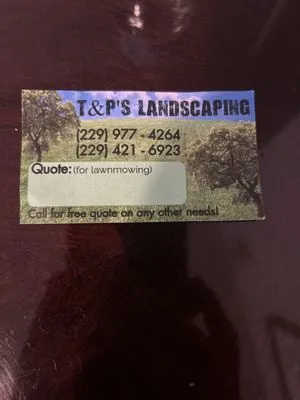 T&P'S LANDSCAPING
(229) 977 - 4264
(229) 421 - 6923
Quote: (for lawnmowing)
Call for free quote on any other needs!